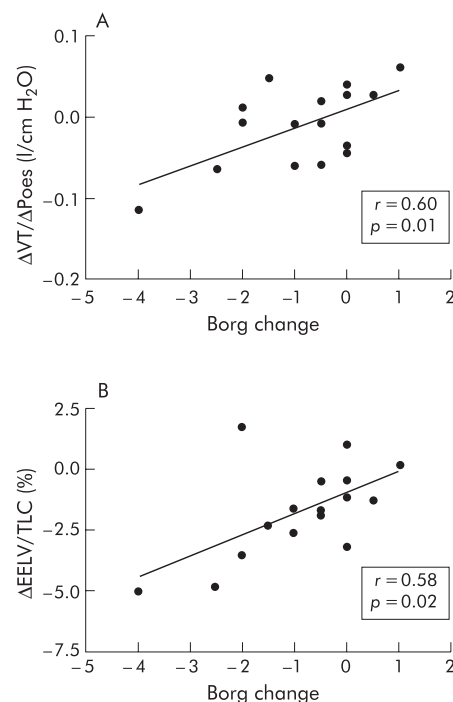 A
0.1
0.0
–0.1
–0.2
ΔVT/ΔPoes (l/cm H₂O)
r = 0.60
p = 0.01
–5 –4 –3 –2 –1 0 1 2
Borg change
B
2.5
0.0
–2.5
–5.0
–7.5
ΔEELV/TLC (%)
r = 0.58
p = 0.02
–5 –4 –3 –2 –1 0 1 2
Borg change